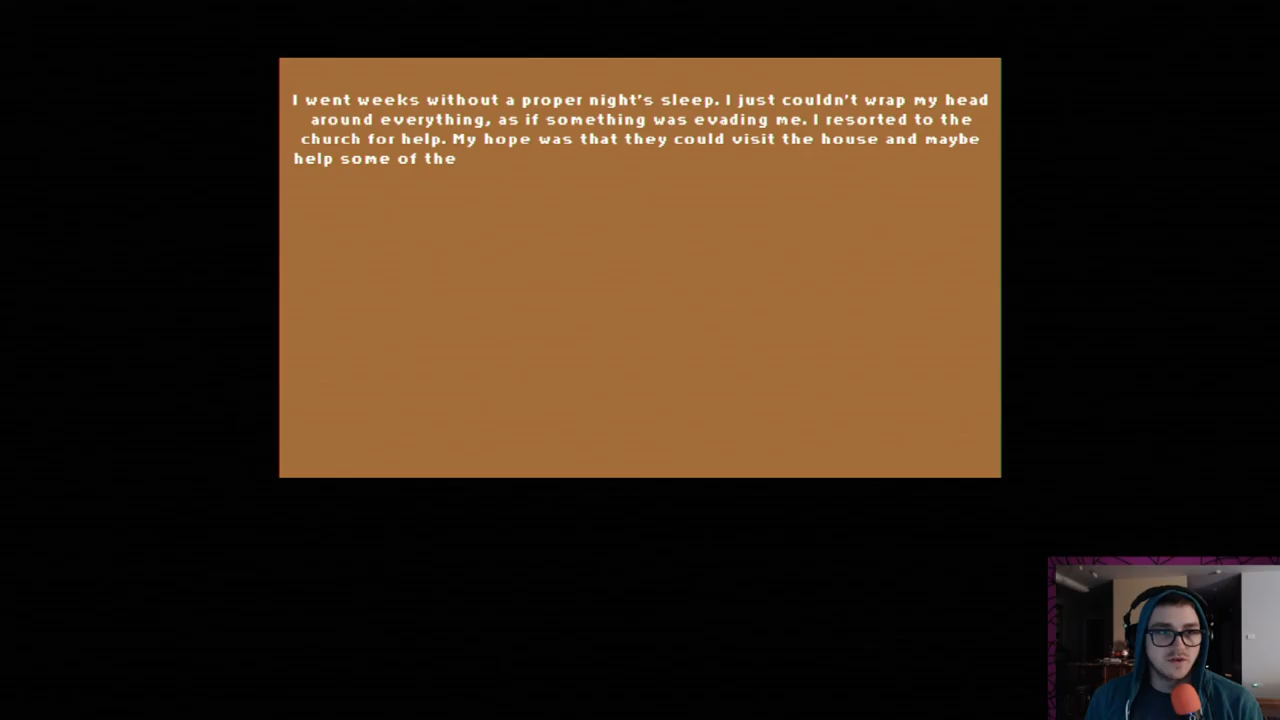 I went weeks without a proper night's sleep. I just couldn't wrap my head
around everything, as if something was evading me. I resorted to the
church for help. My hope was that they could visit the house and maybe
help some of the